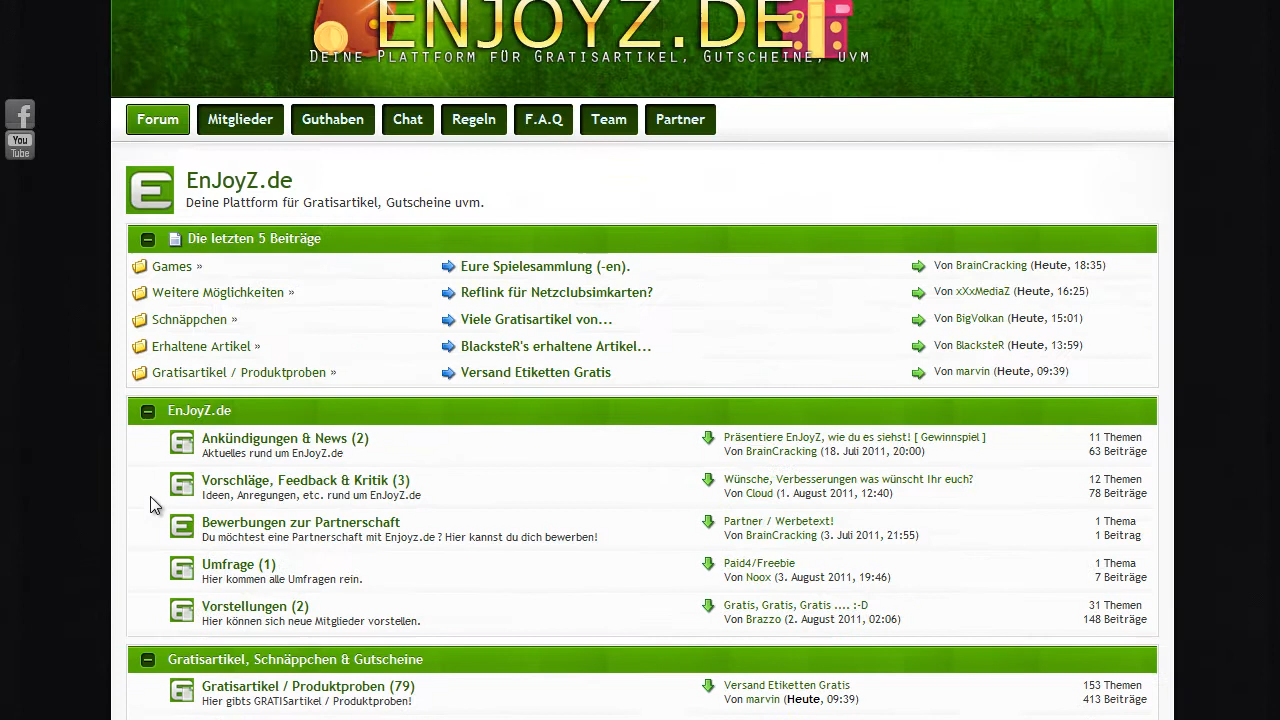 ENJOYZ.DE
Deine Plattform für Gratisartikel, Gutscheine, uvm
You
Tube
Forum Mitglieder Guthaben Chat Regeln F.A.Q Team Partner
EnJoyZ.de
Deine Plattform für Gratisartikel, Gutscheine uvm.
Die letzten 5 Beiträge
Games » Eure Spielesammlung (-en). Von BrainCracking (Heute, 18:35)
Weitere Möglichkeiten » Reflink für Netzclubsimkarten? Von xXxMediaZ (Heute, 16:25)
Schnäppchen » Viele Gratisartikel von... Von BigVolkan (Heute, 15:01)
Erhaltene Artikel » BlacksteR's erhaltene Artikel... Von BlacksteR (Heute, 13:59)
Gratisartikel / Produktproben » Versand Etiketten Gratis Von marvin (Heute, 09:39)
EnJoyZ.de
Ankündigungen & News (2) Präsentiere EnJoyZ, wie du es siehst! [ Gewinnspiel ] 11 Themen
Aktuelles rund um EnJoyZ.de Von BrainCracking (18. Juli 2011, 20:00) 63 Beiträge
Vorschläge, Feedback & Kritik (3) Wünsche, Verbesserungen was wünscht Ihr euch? 12 Themen
Ideen, Anregungen, etc. rund um EnJoyZ.de Von Cloud (1. August 2011, 12:40) 78 Beiträge
Bewerbungen zur Partnerschaft Partner / Werbetext! 1 Thema
Du möchtest eine Partnerschaft mit Enjoyz.de ? Hier kannst du dich bewerben! Von BrainCracking (3. Juli 2011, 21:55) 1 Beitrag
Umfrage (1) Paid4/Freebie 1 Thema
Hier kommen alle Umfragen rein. Von Noox (3. August 2011, 19:46) 7 Beiträge
Vorstellungen (2) Gratis, Gratis, Gratis .... :-D 31 Themen
Hier können sich neue Mitglieder vorstellen. Von Brazzo (2. August 2011, 02:06) 148 Beiträge
Gratisartikel, Schnäppchen & Gutscheine
Gratisartikel / Produktproben (79) Versand Etiketten Gratis 153 Themen
Hier gibts GRATISartikel / Produktproben! Von marvin (Heute, 09:39) 413 Beiträge